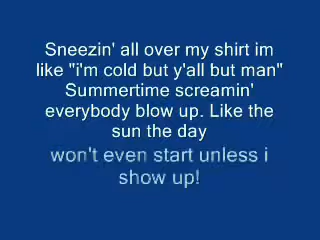 Sneezin' all over my shirt im
like "i'm cold but y'all but man"
Summertime screamin'
everybody blow up. Like the
sun the day
won't even start unless i
show up!